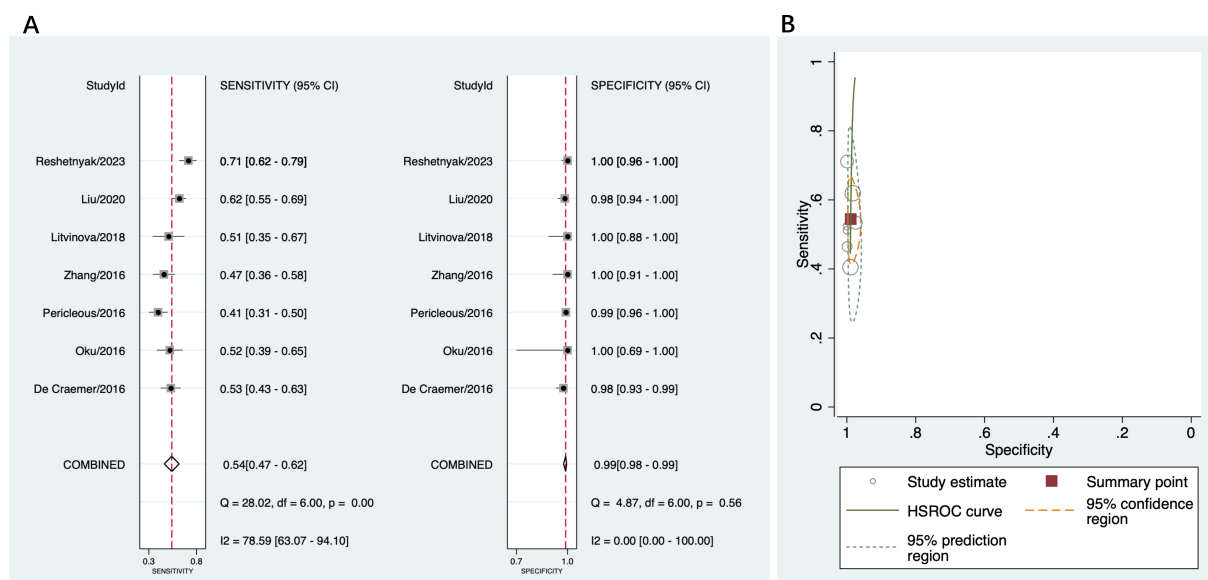 A
StudyId SENSITIVITY (95% CI)
Reshetnyak/2023 0.71 [0.62 - 0.79]
Liu/2020 0.62 [0.55 - 0.69]
Litvinova/2018 0.51 [0.35 - 0.67]
Zhang/2016 0.47 [0.36 - 0.58]
Pericleous/2016 0.41 [0.31 - 0.50]
Oku/2016 0.52 [0.39 - 0.65]
De Craemer/2016 0.53 [0.43 - 0.63]
COMBINED 0.54[0.47 - 0.62]
Q = 28.02, df = 6.00, p = 0.00
I2 = 78.59 [63.07 - 94.10]
0.3 0.8
SENSITIVITY
StudyId SPECIFICITY (95% CI)
Reshetnyak/2023 1.00 [0.96 - 1.00]
Liu/2020 0.98 [0.94 - 1.00]
Litvinova/2018 1.00 [0.88 - 1.00]
Zhang/2016 1.00 [0.91 - 1.00]
Pericleous/2016 0.99 [0.96 - 1.00]
Oku/2016 1.00 [0.69 - 1.00]
De Craemer/2016 0.98 [0.93 - 0.99]
COMBINED 0.99[0.98 - 0.99]
Q = 4.87, df = 6.00, p = 0.56
I2 = 0.00 [0.00 - 100.00]
0.7 1.0
SPECIFICITY
B
1
.8
.6
.4
.2
0
Sensitivity
1 .8 .6 .4 .2 0
Specificity
Study estimate Summary point
HSROC curve 95% confidence
region
95% prediction
region